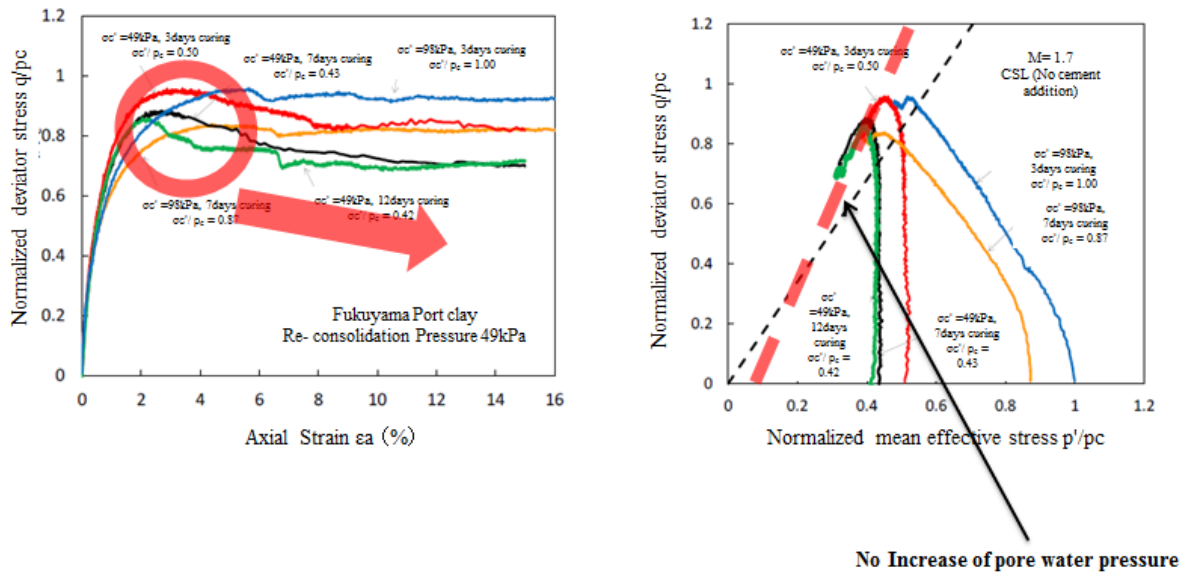 Normalized deviator stress q/pc
1.2
1
0.8
0.6
0.4
0.2
0
0
2
4
6
8
10
12
14
16
Axial Strain εa (%)
σc' =49kPa, 3days curing
σc'/ pc = 0.50
σc' =49kPa, 7days curing
σc'/ pc = 0.43
σc' =98kPa, 3days curing
σc'/ pc = 1.00
σc' =98kPa, 7days curing
σc'/ pc = 0.87
σc' =49kPa, 12days curing
σc'/ pc = 0.42
Fukuyama Port clay
Re- consolidation Pressure 49kPa
Normalized deviator stress q/pc
1.2
1
0.8
0.6
0.4
0.2
0
0
0.2
0.4
0.6
0.8
1
1.2
Normalized mean effective stress p'/pc
σc' =49kPa, 3days curing
σc'/ pc = 0.50
M= 1.7
CSL (No cement
addition)
σc' =98kPa,
3days curing
σc'/ pc = 1.00
σc' =98kPa,
7days curing
σc'/ pc = 0.87
σc'
=49kPa,
12days
curing
σc'/ pc =
0.42
σc' =49kPa,
7days curing
σc'/ pc =
0.43
No Increase of pore water pressure